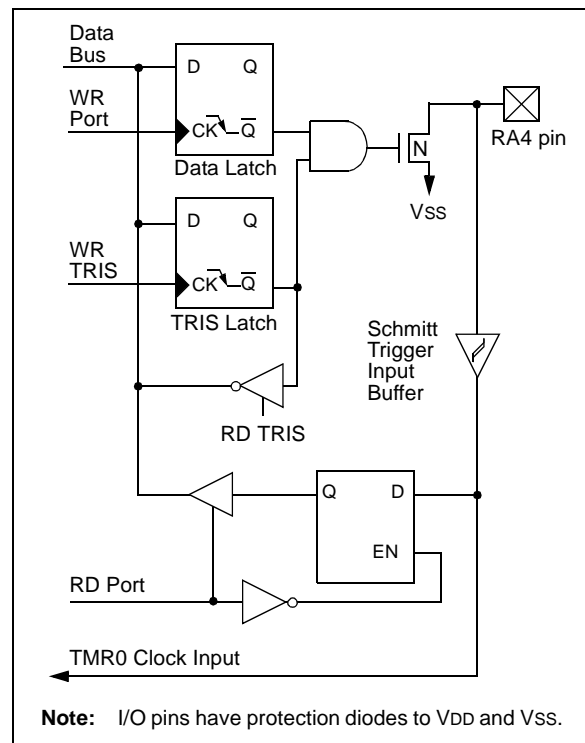 Data
Bus
D Q
WR
Port
CK Q̅
Data Latch
N
RA4 pin
VSS
D Q
WR
TRIS
CK Q̅
TRIS Latch
Schmitt
Trigger
Input
Buffer
RD TRIS
Q D
EN
RD Port
TMR0 Clock Input
Note: I/O pins have protection diodes to VDD and VSS.